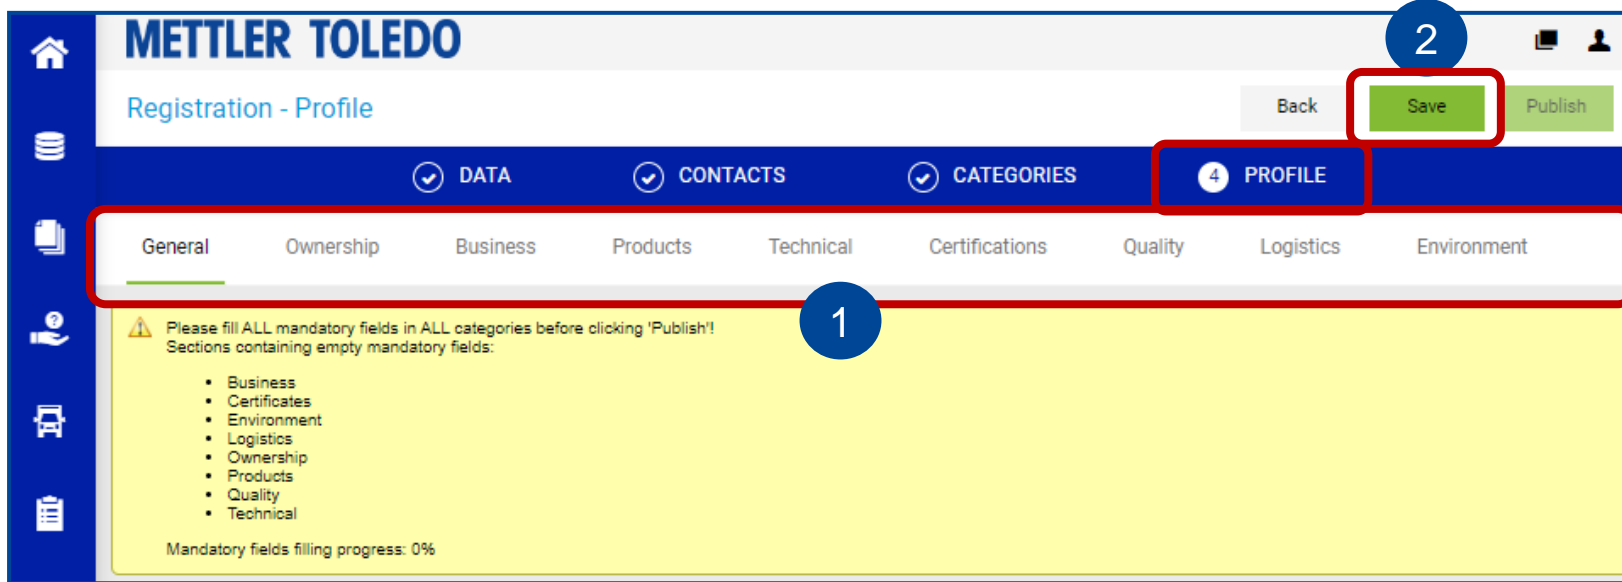 METTLER TOLEDO
2
Registration - Profile
Back
Save
Publish
DATA
CONTACTS
CATEGORIES
4 PROFILE
General
Ownership
Business
Products
Technical
Certifications
Quality
Logistics
Environment
1
Please fill ALL mandatory fields in ALL categories before clicking 'Publish'!
Sections containing empty mandatory fields:
• Business
• Certificates
• Environment
• Logistics
• Ownership
• Products
• Quality
• Technical
Mandatory fields filling progress: 0%